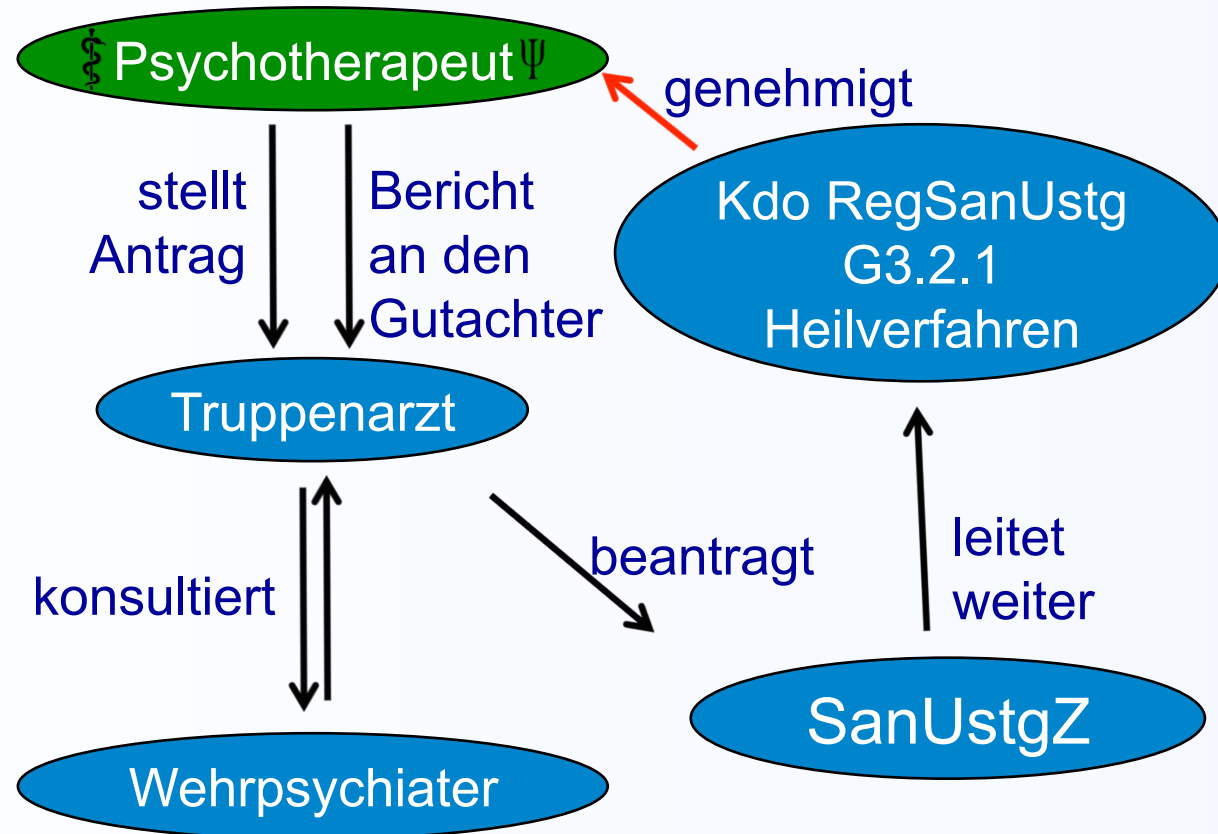 Psychotherapeut Ψ
genehmigt
stellt
Antrag
Bericht
an den
Gutachter
Kdo RegSanUstg
G3.2.1
Heilverfahren
Truppenarzt
konsultiert
beantragt
leitet
weiter
SanUstgZ
Wehrpsychiater